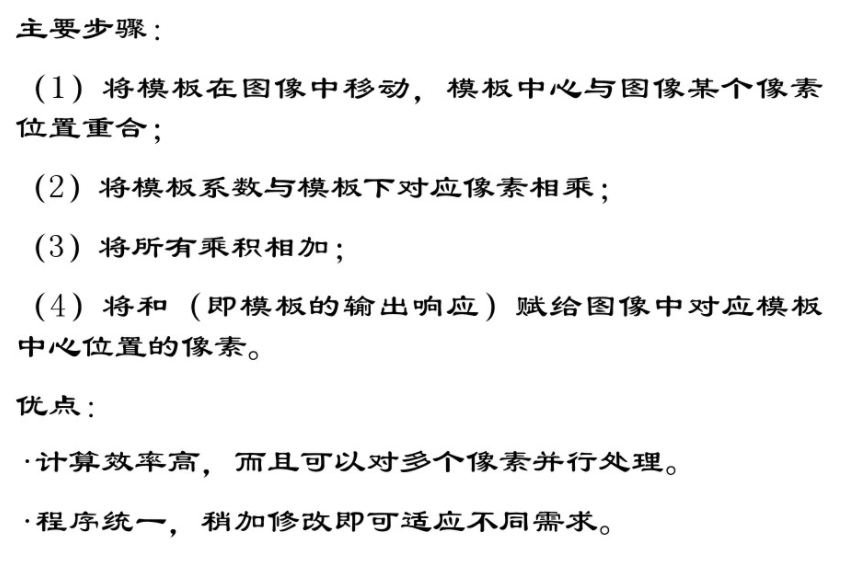 主要步骤：
（1）将模板在图像中移动，模板中心与图像某个像素
位置重合；
（2）将模板系数与模板下对应像素相乘；
（3）将所有乘积相加；
（4）将和（即模板的输出响应）赋给图像中对应模板
中心位置的像素。
优点：
·计算效率高，而且可以对多个像素并行处理。
·程序统一，稍加修改即可适应不同需求。